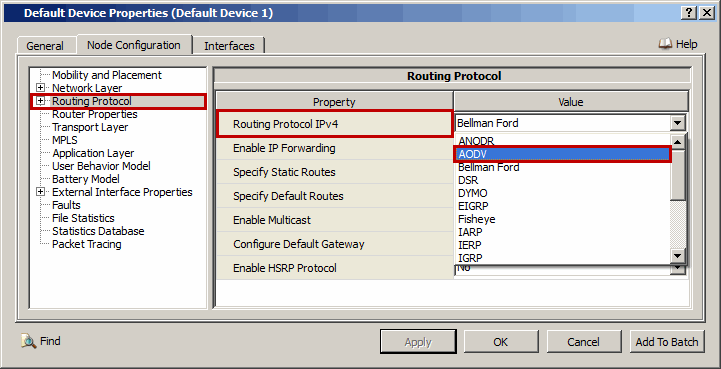 Default Device Properties (Default Device 1)
General
Node Configuration
Interfaces
Help
Mobility and Placement
Network Layer
Routing Protocol
Router Properties
Transport Layer
MPLS
Application Layer
User Behavior Model
Battery Model
External Interface Properties
Faults
File Statistics
Statistics Database
Packet Tracing
Routing Protocol
Property Value
Routing Protocol IPv4 Bellman Ford
Enable IP Forwarding
Specify Static Routes
Specify Default Routes
Enable Multicast
Configure Default Gateway
Enable HSRP Protocol No
ANODR
AODV
Bellman Ford
DSR
DYMO
EIGRP
Fisheye
IARP
IERP
IGRP
Find
Apply
OK
Cancel
Add To Batch